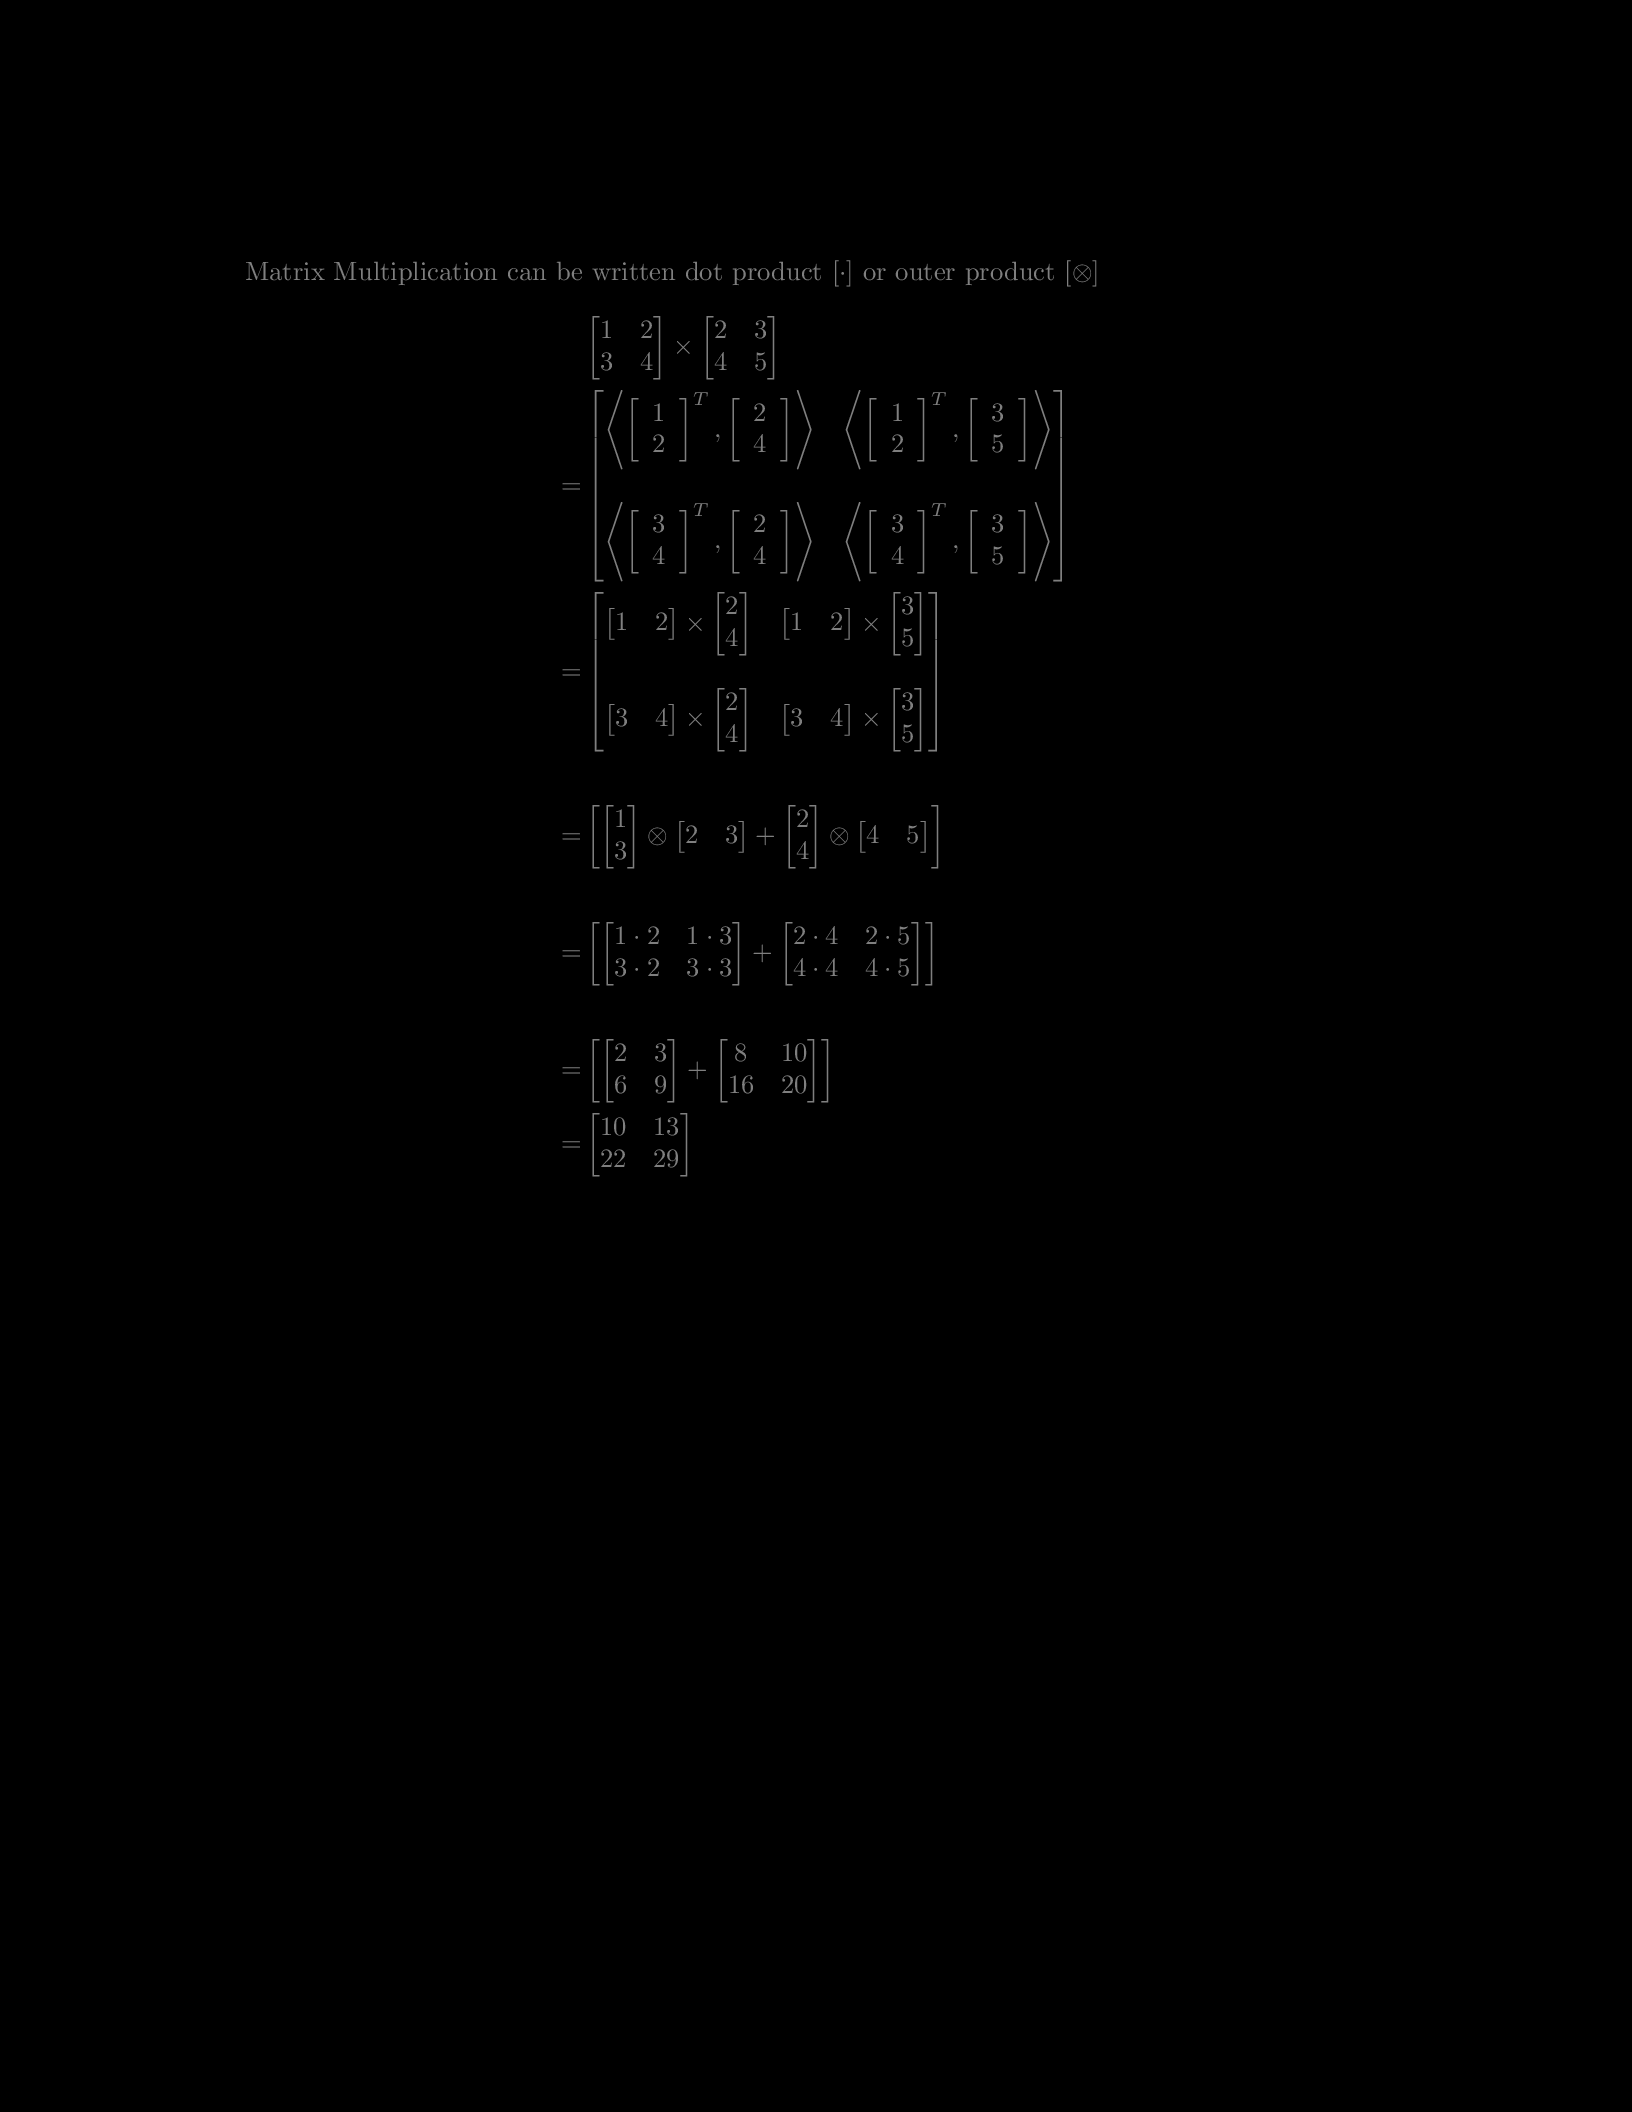 Matrix Multiplication can be written dot product [·] or outer product [⊗]
\begin{bmatrix} 1 & 2 \\ 3 & 4 \end{bmatrix} \times \begin{bmatrix} 2 & 3 \\ 4 & 5 \end{bmatrix}
= \begin{bmatrix} \left\langle \begin{bmatrix} 1 \\ 2 \end{bmatrix}^T , \begin{bmatrix} 2 \\ 4 \end{bmatrix} \right\rangle & \left\langle \begin{bmatrix} 1 \\ 2 \end{bmatrix}^T , \begin{bmatrix} 3 \\ 5 \end{bmatrix} \right\rangle \\ \left\langle \begin{bmatrix} 3 \\ 4 \end{bmatrix}^T , \begin{bmatrix} 2 \\ 4 \end{bmatrix} \right\rangle & \left\langle \begin{bmatrix} 3 \\ 4 \end{bmatrix}^T , \begin{bmatrix} 3 \\ 5 \end{bmatrix} \right\rangle \end{bmatrix}
= \begin{bmatrix} \begin{bmatrix} 1 & 2 \end{bmatrix} \times \begin{bmatrix} 2 \\ 4 \end{bmatrix} & \begin{bmatrix} 1 & 2 \end{bmatrix} \times \begin{bmatrix} 3 \\ 5 \end{bmatrix} \\ \begin{bmatrix} 3 & 4 \end{bmatrix} \times \begin{bmatrix} 2 \\ 4 \end{bmatrix} & \begin{bmatrix} 3 & 4 \end{bmatrix} \times \begin{bmatrix} 3 \\ 5 \end{bmatrix} \end{bmatrix}
= \begin{bmatrix} \begin{bmatrix} 1 \\ 3 \end{bmatrix} \otimes \begin{bmatrix} 2 & 3 \end{bmatrix} + \begin{bmatrix} 2 \\ 4 \end{bmatrix} \otimes \begin{bmatrix} 4 & 5 \end{bmatrix} \end{bmatrix}
= \begin{bmatrix} \begin{bmatrix} 1 \cdot 2 & 1 \cdot 3 \\ 3 \cdot 2 & 3 \cdot 3 \end{bmatrix} + \begin{bmatrix} 2 \cdot 4 & 2 \cdot 5 \\ 4 \cdot 4 & 4 \cdot 5 \end{bmatrix} \end{bmatrix}
= \begin{bmatrix} \begin{bmatrix} 2 & 3 \\ 6 & 9 \end{bmatrix} + \begin{bmatrix} 8 & 10 \\ 16 & 20 \end{bmatrix} \end{bmatrix}
= \begin{bmatrix} 10 & 13 \\ 22 & 29 \end{bmatrix}